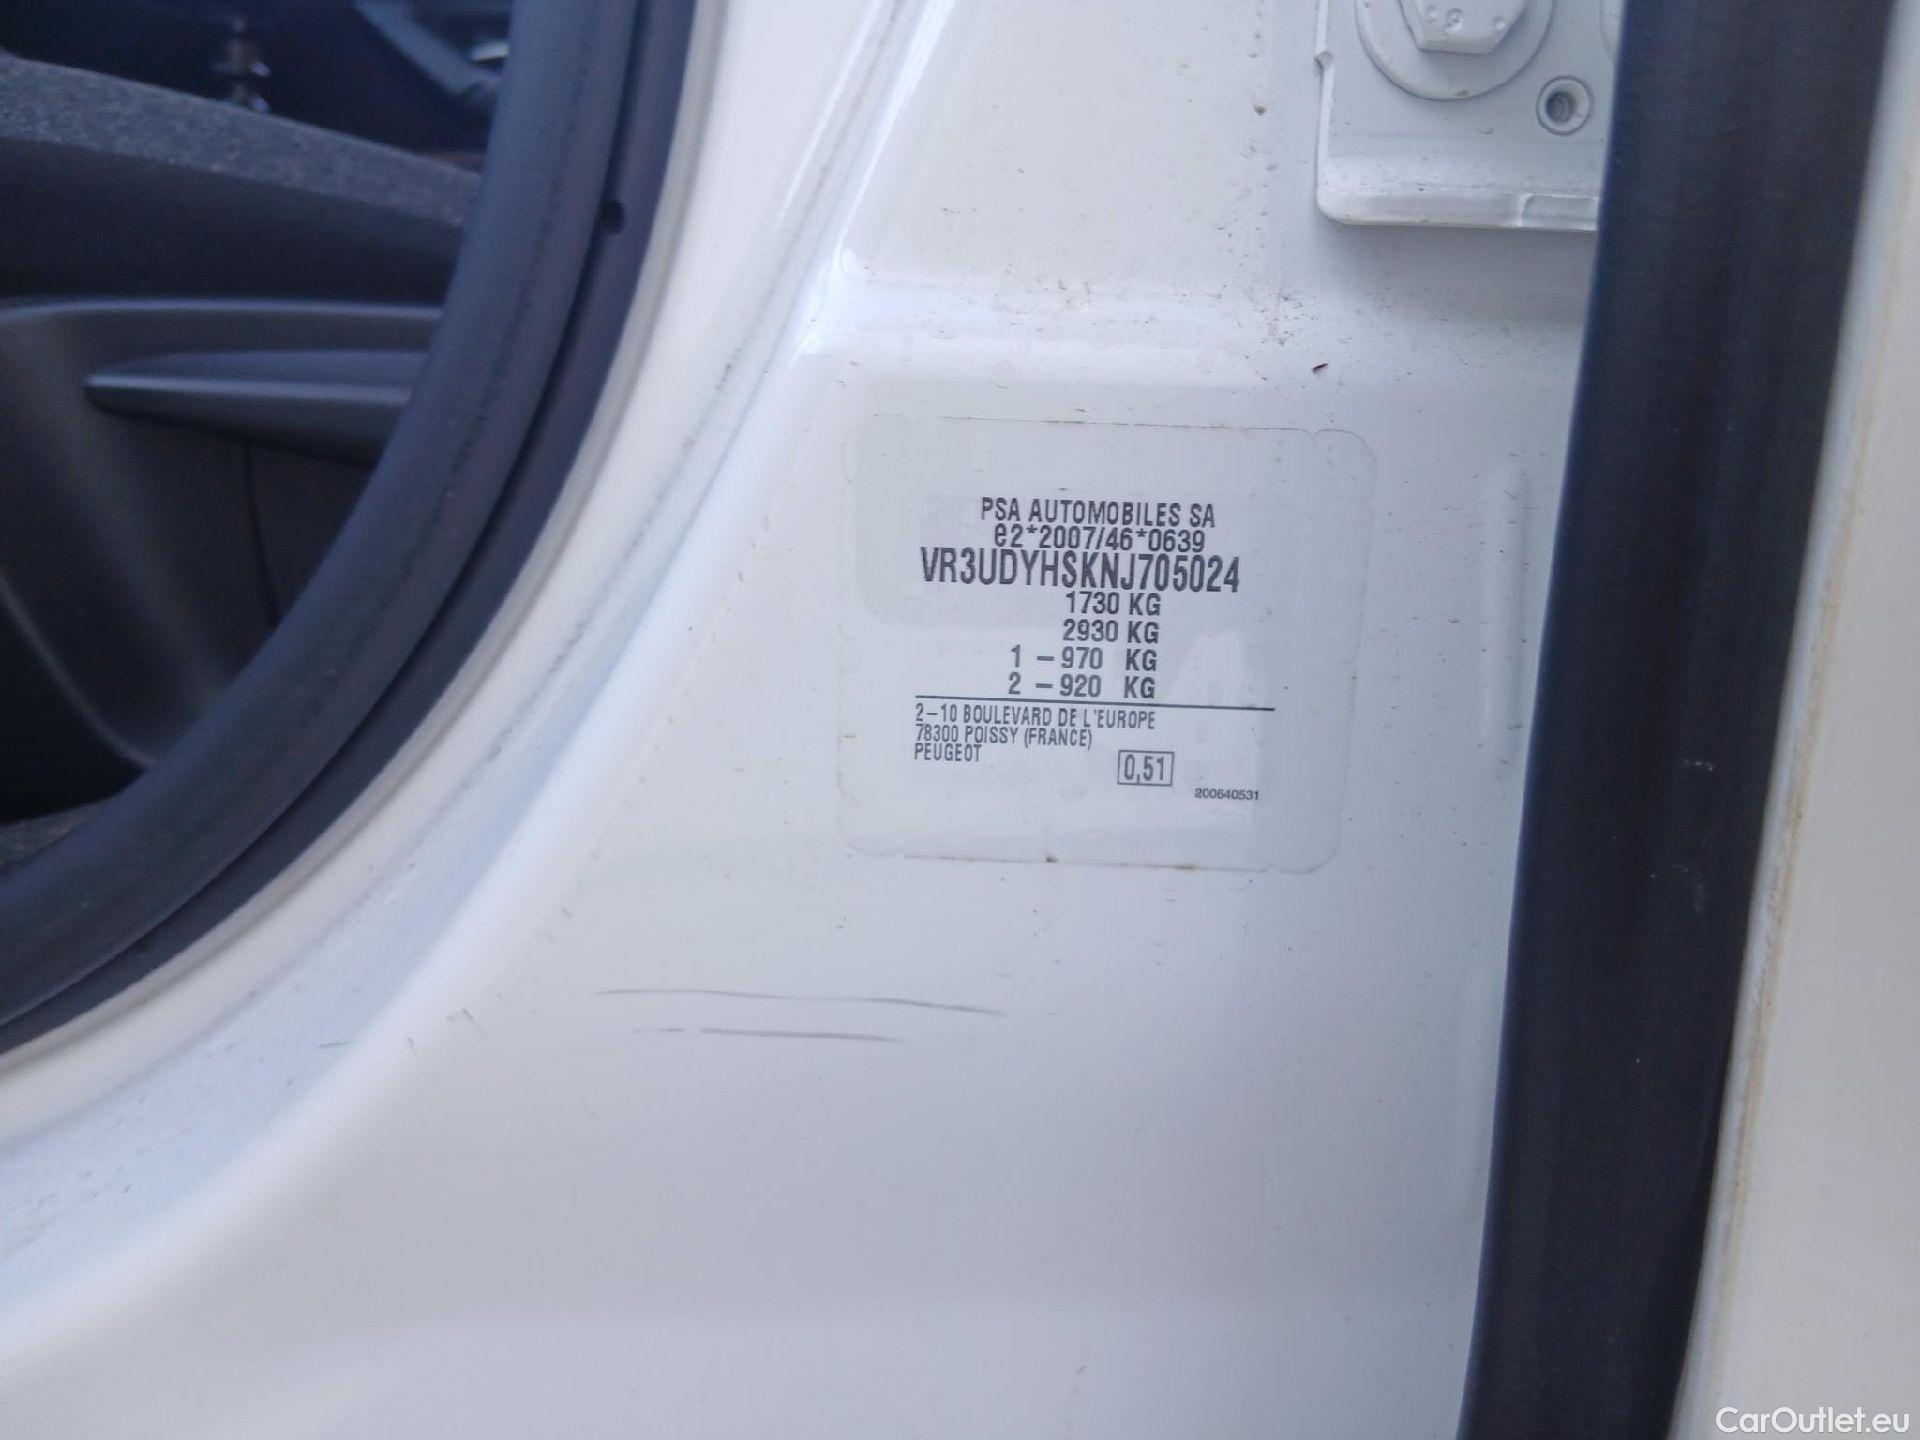 PSA AUTOMOBILES SA
e2*2007/46*0639
VR3UDYHSKNJ705024
1730 KG
2930 KG
1 - 970 KG
2 - 920 KG
2-10 BOULEVARD DE L'EUROPE
78300 POISSY (FRANCE)
PEUGEOT
0,51
200640531
CarOutlet.eu